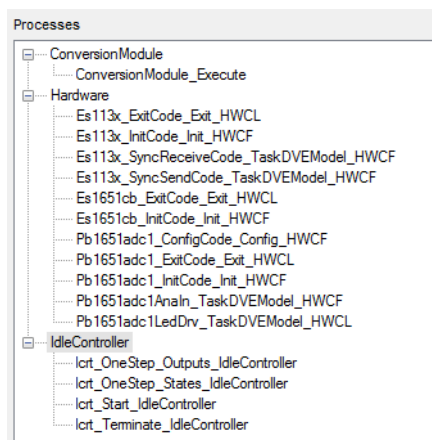 Processes
ConversionModule
ConversionModule_Execute
Hardware
Es113x_ExitCode_Exit_HWCL
Es113x_InitCode_Init_HWCF
Es113x_SyncReceiveCode_TaskDVEModel_HWCF
Es113x_SyncSendCode_TaskDVEModel_HWCF
Es1651cb_ExitCode_Exit_HWCL
Es1651cb_InitCode_Init_HWCF
Pb1651adc1_ConfigCode_Config_HWCF
Pb1651adc1_ExitCode_Exit_HWCL
Pb1651adc1_InitCode_Init_HWCF
Pb1651adc1AnaIn_TaskDVEModel_HWCF
Pb1651adc1LedDrv_TaskDVEModel_HWCL
IdleController
lcrt_OneStep_Outputs_IdleController
lcrt_OneStep_States_IdleController
lcrt_Start_IdleController
lcrt_Terminate_IdleController